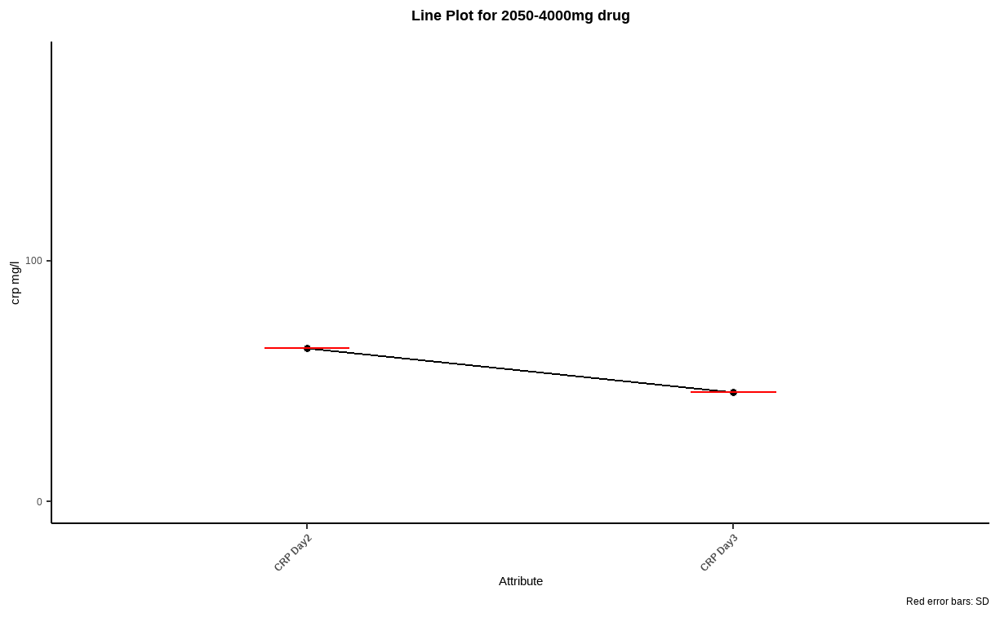 Line Plot for 2050-4000mg drug
crp mg/l
100
0
CRP Day2
CRP Day3
Attribute
Red error bars: SD